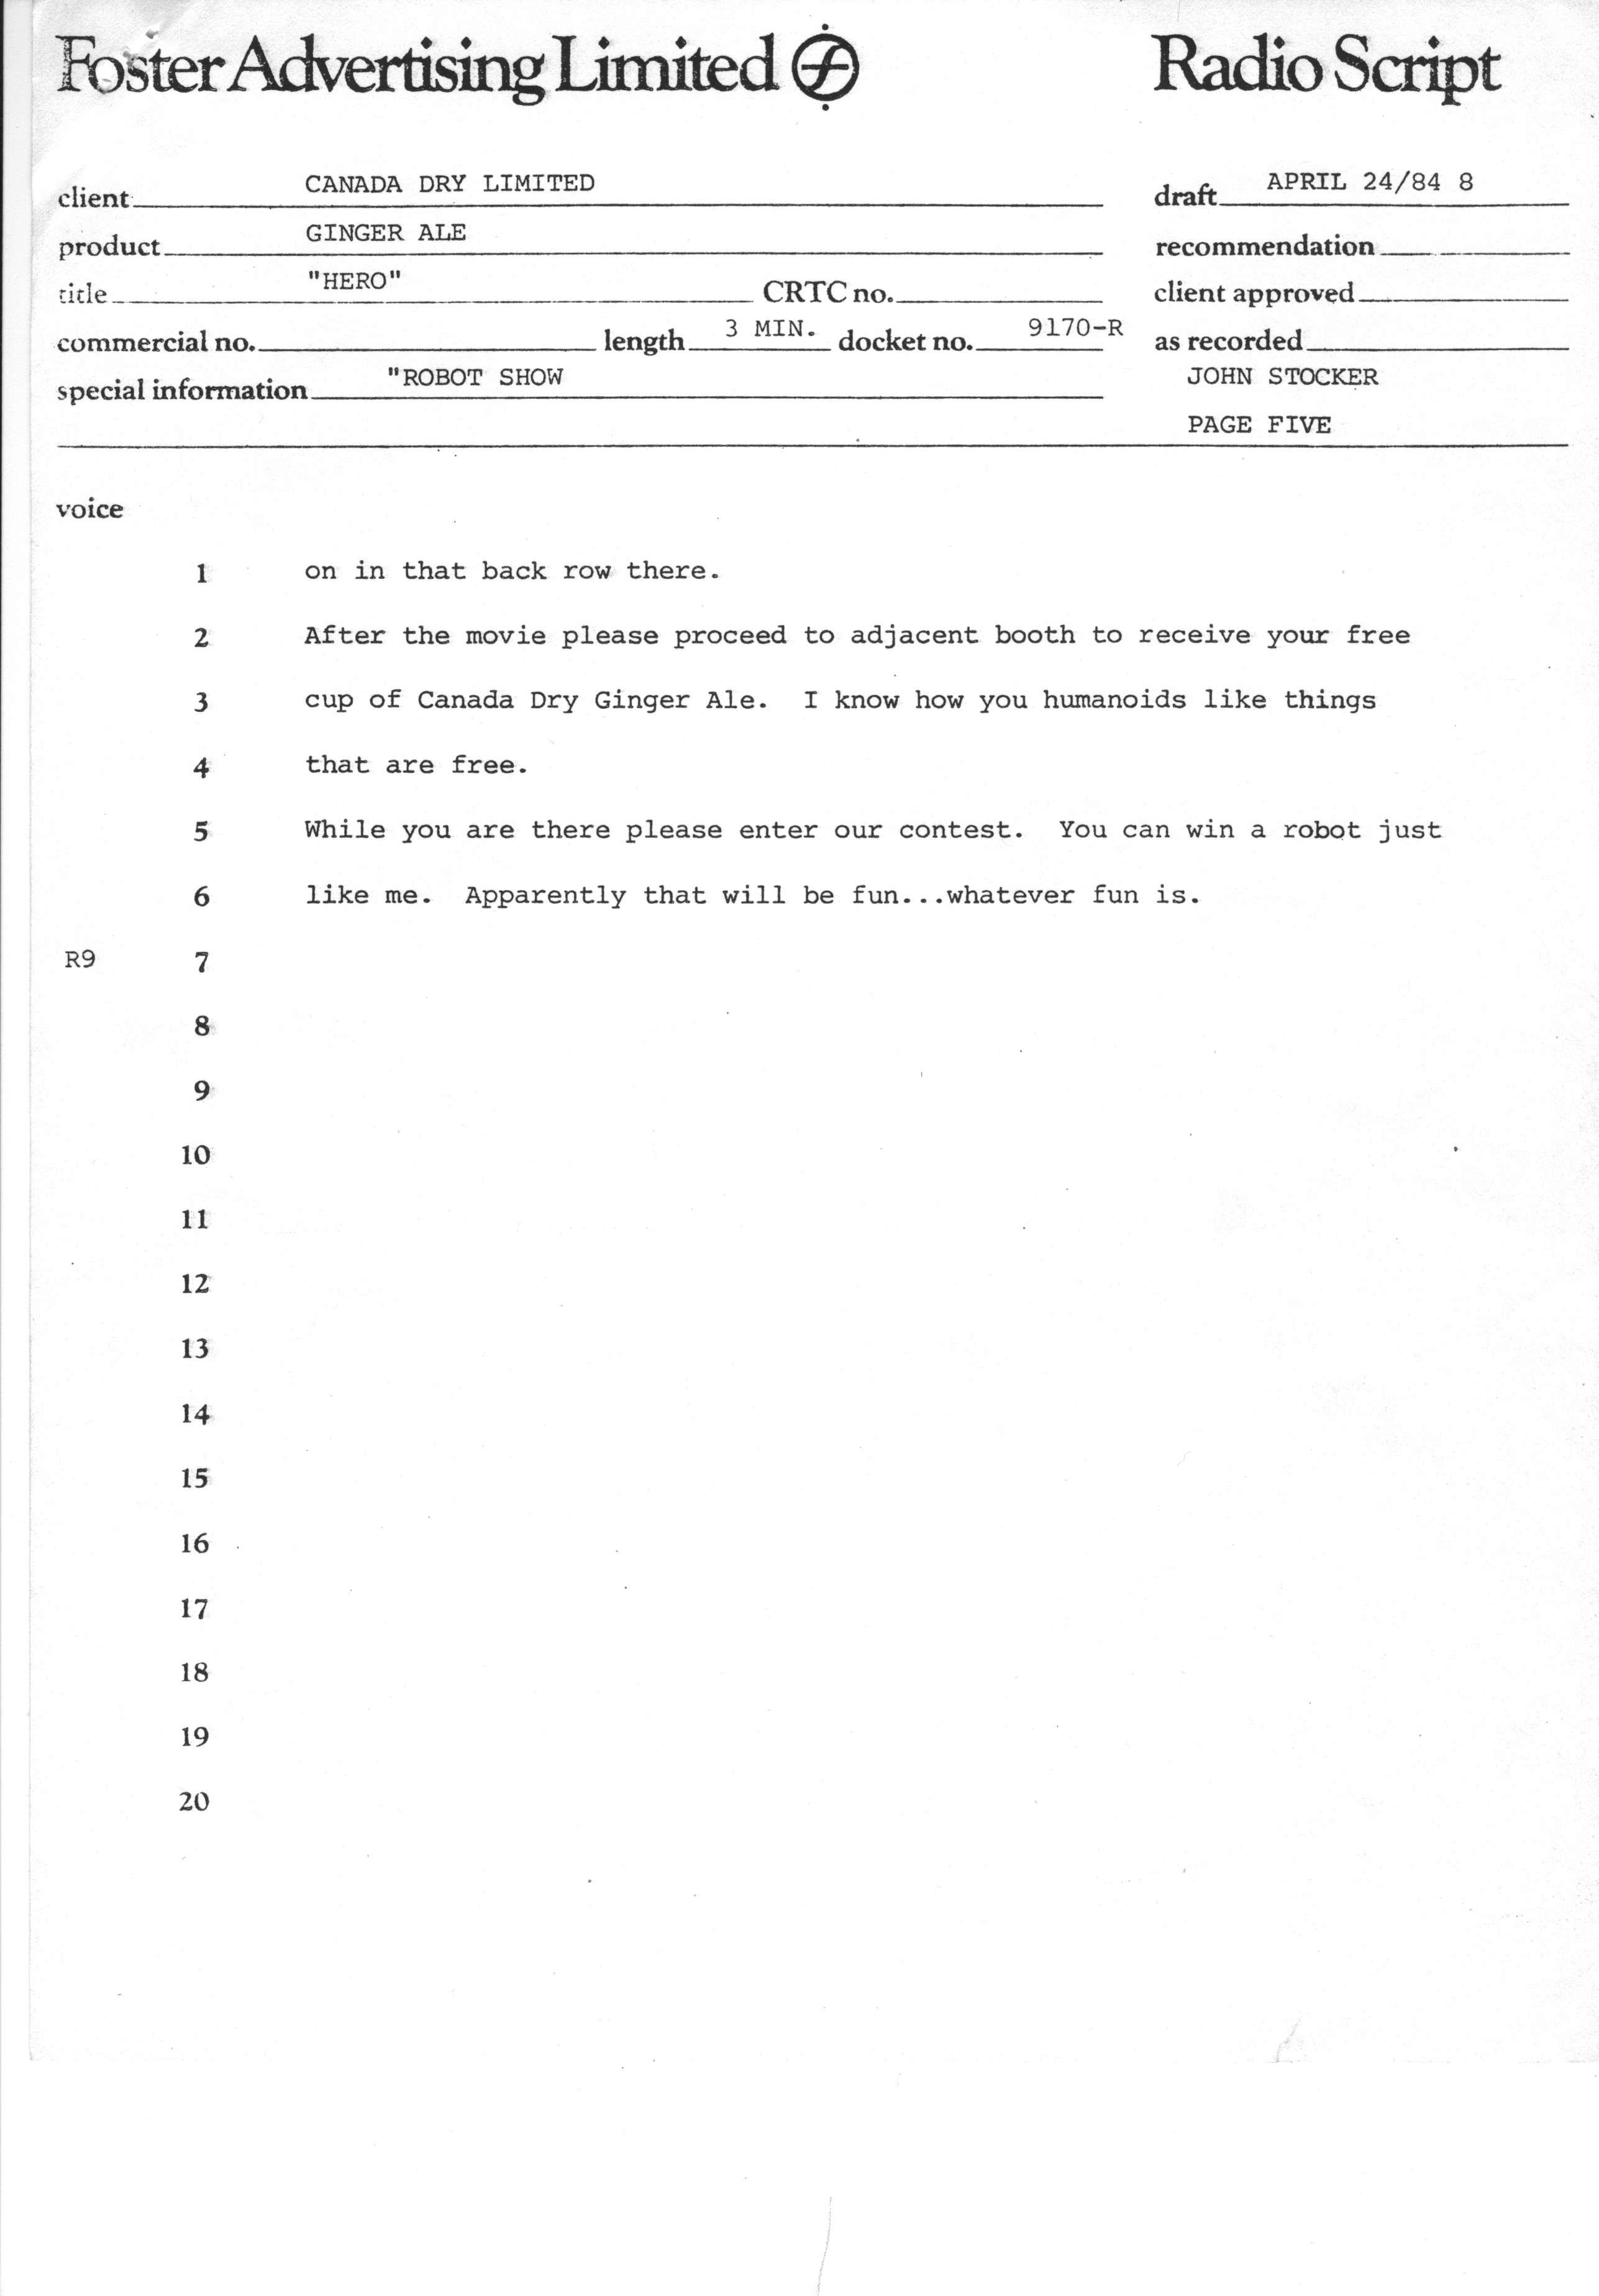 Foster Advertising Limited f Radio Script
client CANADA DRY LIMITED draft APRIL 24/84 8
product GINGER ALE recommendation
title "HERO" CRTC no. client approved
commercial no. length 3 MIN. docket no. 9170-R as recorded
special information "ROBOT SHOW JOHN STOCKER
PAGE FIVE
voice
1 on in that back row there.
2 After the movie please proceed to adjacent booth to receive your free
3 cup of Canada Dry Ginger Ale. I know how you humanoids like things
4 that are free.
5 While you are there please enter our contest. You can win a robot just
6 like me. Apparently that will be fun...whatever fun is.
R9 7
8
9
10
11
12
13
14
15
16
17
18
19
20